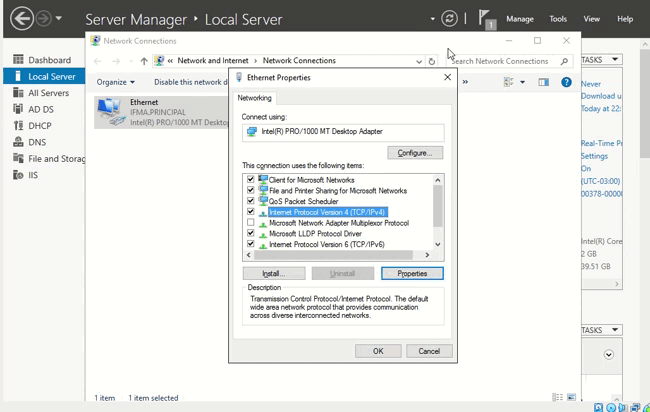 Server Manager › Local Server
1
Manage Tools View Help
Dashboard
Local Server
All Servers
AD DS
DHCP
DNS
File and Storag
IIS
Network Connections
« Network and Internet › Network Connections
Search Network Connections
Organize
Disable this network d
»
Ethernet
IFMA.PRINCIPAL
Intel(R) PRO/1000 MT Desktop
Ethernet Properties
Networking
Connect using:
Intel(R) PRO/1000 MT Desktop Adapter
Configure...
This connection uses the following items:
Client for Microsoft Networks
File and Printer Sharing for Microsoft Networks
QoS Packet Scheduler
Internet Protocol Version 4 (TCP/IPv4)
Microsoft Network Adapter Multiplexor Protocol
Microsoft LLDP Protocol Driver
Internet Protocol Version 6 (TCP/IPv6)
Install...
Uninstall
Properties
Description
Transmission Control Protocol/Internet Protocol. The default
wide area network protocol that provides communication
across diverse interconnected networks.
OK
Cancel
1 item 1 item selected
TASKS
Never
Download u
Today at 22:
Real-Time Pr
Settings
On
(UTC-03:00)
00378-00000
Intel(R) Core
2 GB
39.51 GB
TASKS